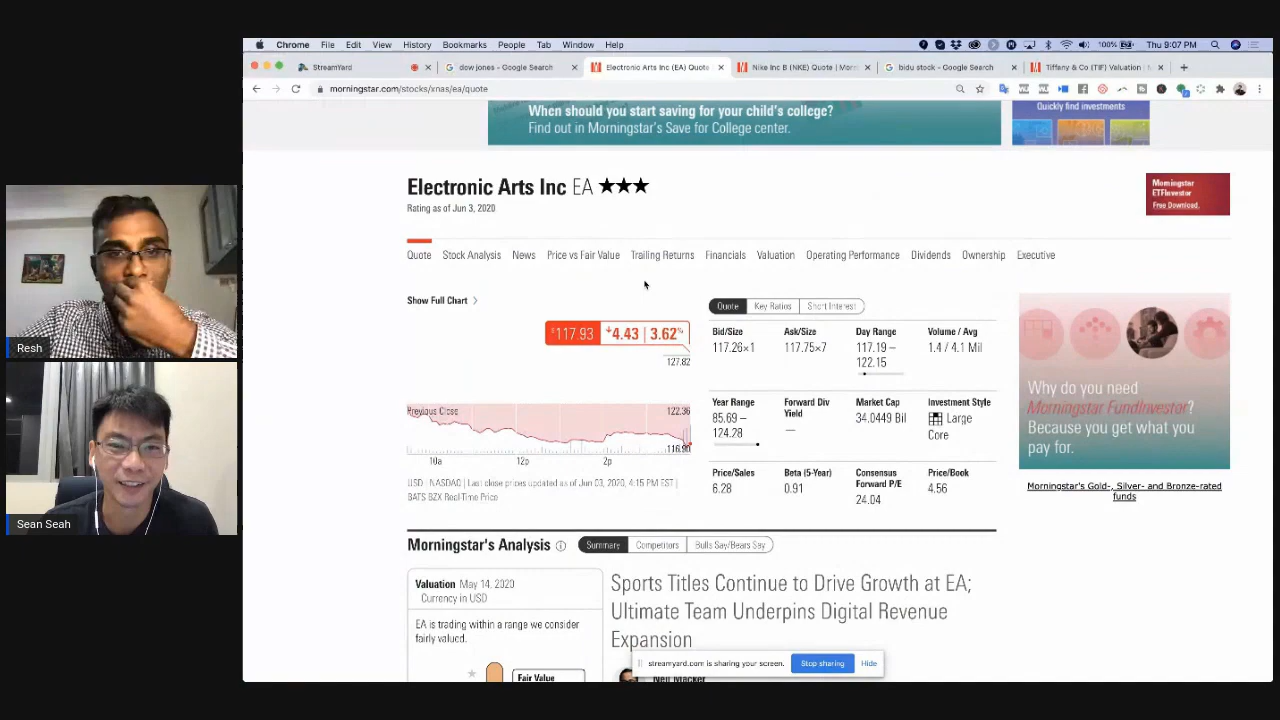 Chrome File Edit View History Bookmarks People Tab Window Help
100% Thu 9:07 PM
StreamYard
dow jones - Google Search
Electronic Arts Inc (EA) Quote
Nike Inc B (NKE) Quote | Mor
bidu stock - Google Search
Tiffany & Co (TIF) Valuation |
morningstar.com/stocks/xnas/ea/quote
When should you start saving for your child's college?
Find out in Morningstar's Save for College center.
Quickly find investments
Electronic Arts Inc EA ★★★
Rating as of Jun 3, 2020
Morningstar
ETFInvestor
Free Download.
Quote Stock Analysis News Price vs Fair Value Trailing Returns Financials Valuation Operating Performance Dividends Ownership Executive
Show Full Chart
$117.93 4.43 | 3.62%
127.82
Previous Close 122.36
116.90
10a 12p 2p
USD | NASDAQ | Last close prices updated as of Jun 03, 2020, 4:15 PM EST |
BATS BZX Real-Time Price
Quote Key Ratios Short Interest
Bid/Size
117.26×1
Ask/Size
117.75×7
Day Range
117.19 –
122.15
Volume / Avg
1.4 / 4.1 Mil
Year Range
85.69 –
124.28
Forward Div
Yield
—
Market Cap
34.0449 Bil
Investment Style
Large
Core
Price/Sales
6.28
Beta (5-Year)
0.91
Consensus
Forward P/E
24.04
Price/Book
4.56
Why do you need
Morningstar FundInvestor?
Because you get what you
pay for.
Morningstar's Gold-, Silver- and Bronze-rated
funds
Morningstar's Analysis
Summary Competitors Bulls Say/Bears Say
Valuation May 14, 2020
Currency in USD
EA is trading within a range we consider
fairly valued.
Fair Value
Sports Titles Continue to Drive Growth at EA;
Ultimate Team Underpins Digital Revenue
Expansion
Neil Macker
streamyard.com is sharing your screen. Stop sharing Hide
Resh
Sean Seah